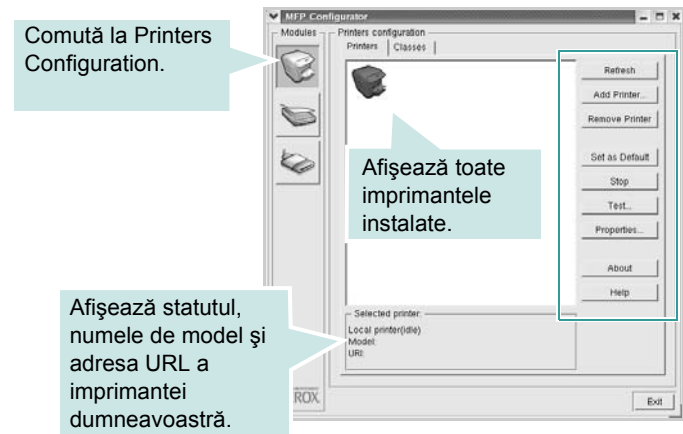 MFP Configurator
Modules
Printers configuration
Printers
Classes
Comută la Printers
Configuration.
Refresh
Add Printer...
Remove Printer
Set as Default
Stop
Test..
Properties...
About
Help
Afişează toate
imprimantele
instalate.
Selected printer:
Local printer(idle)
Model:
URI:
Afişează statutul,
numele de model şi
adresa URL a
imprimantei
dumneavoastră.
ROX
Exit